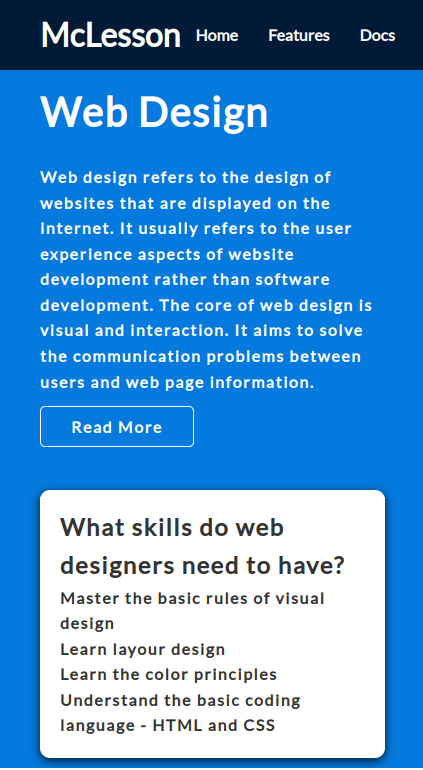 McLesson Home Features Docs
Web Design
Web design refers to the design of
websites that are displayed on the
internet. It usually refers to the user
experience aspects of website
development rather than software
development. The core of web design is
visual and interaction. It aims to solve
the communication problems between
users and web page information.
Read More
What skills do web
designers need to have?
Master the basic rules of visual
design
Learn layour design
Learn the color principles
Understand the basic coding
language - HTML and CSS